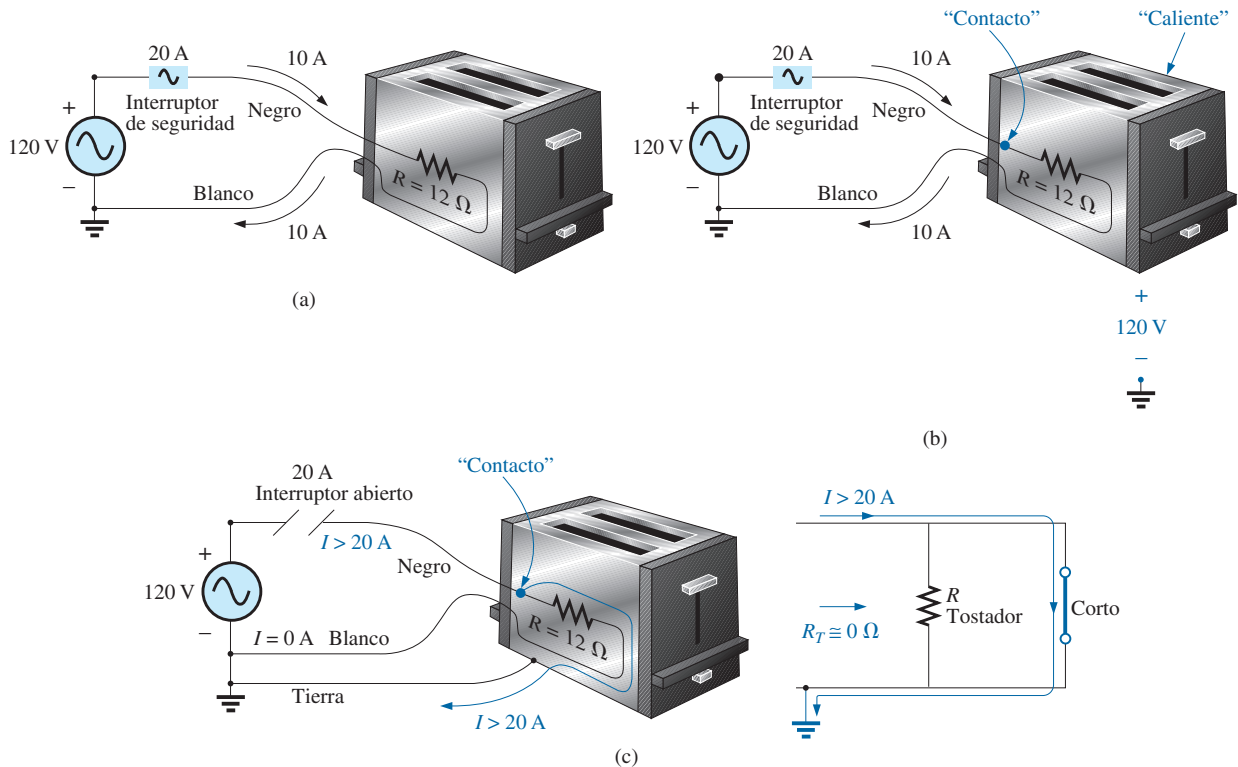 20 A
10 A
Interruptor
de seguridad
Negro
+
120 V
–
R = 12 Ω
Blanco
10 A
(a)
“Contacto”
“Caliente”
20 A
10 A
Interruptor
de seguridad
Negro
+
120 V
–
R = 12 Ω
Blanco
10 A
+
120 V
–
(b)
20 A
Interruptor abierto
I > 20 A
“Contacto”
Negro
+
120 V
–
R = 12 Ω
I = 0 A Blanco
Tierra
I > 20 A
I > 20 A
R
Tostador
Corto
R_T ≅ 0 Ω
(c)